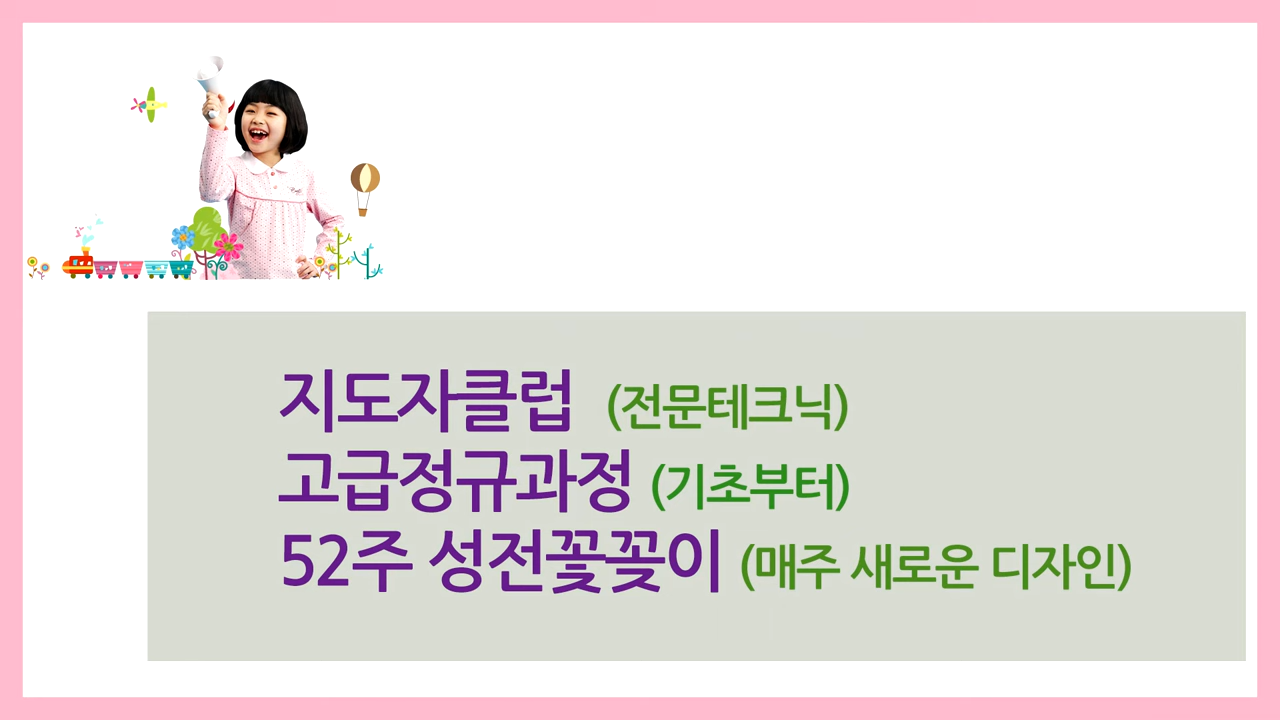 지도자클럽 (전문테크닉)
고급정규과정 (기초부터)
52주 성전꽃꽂이 (매주 새로운 디자인)